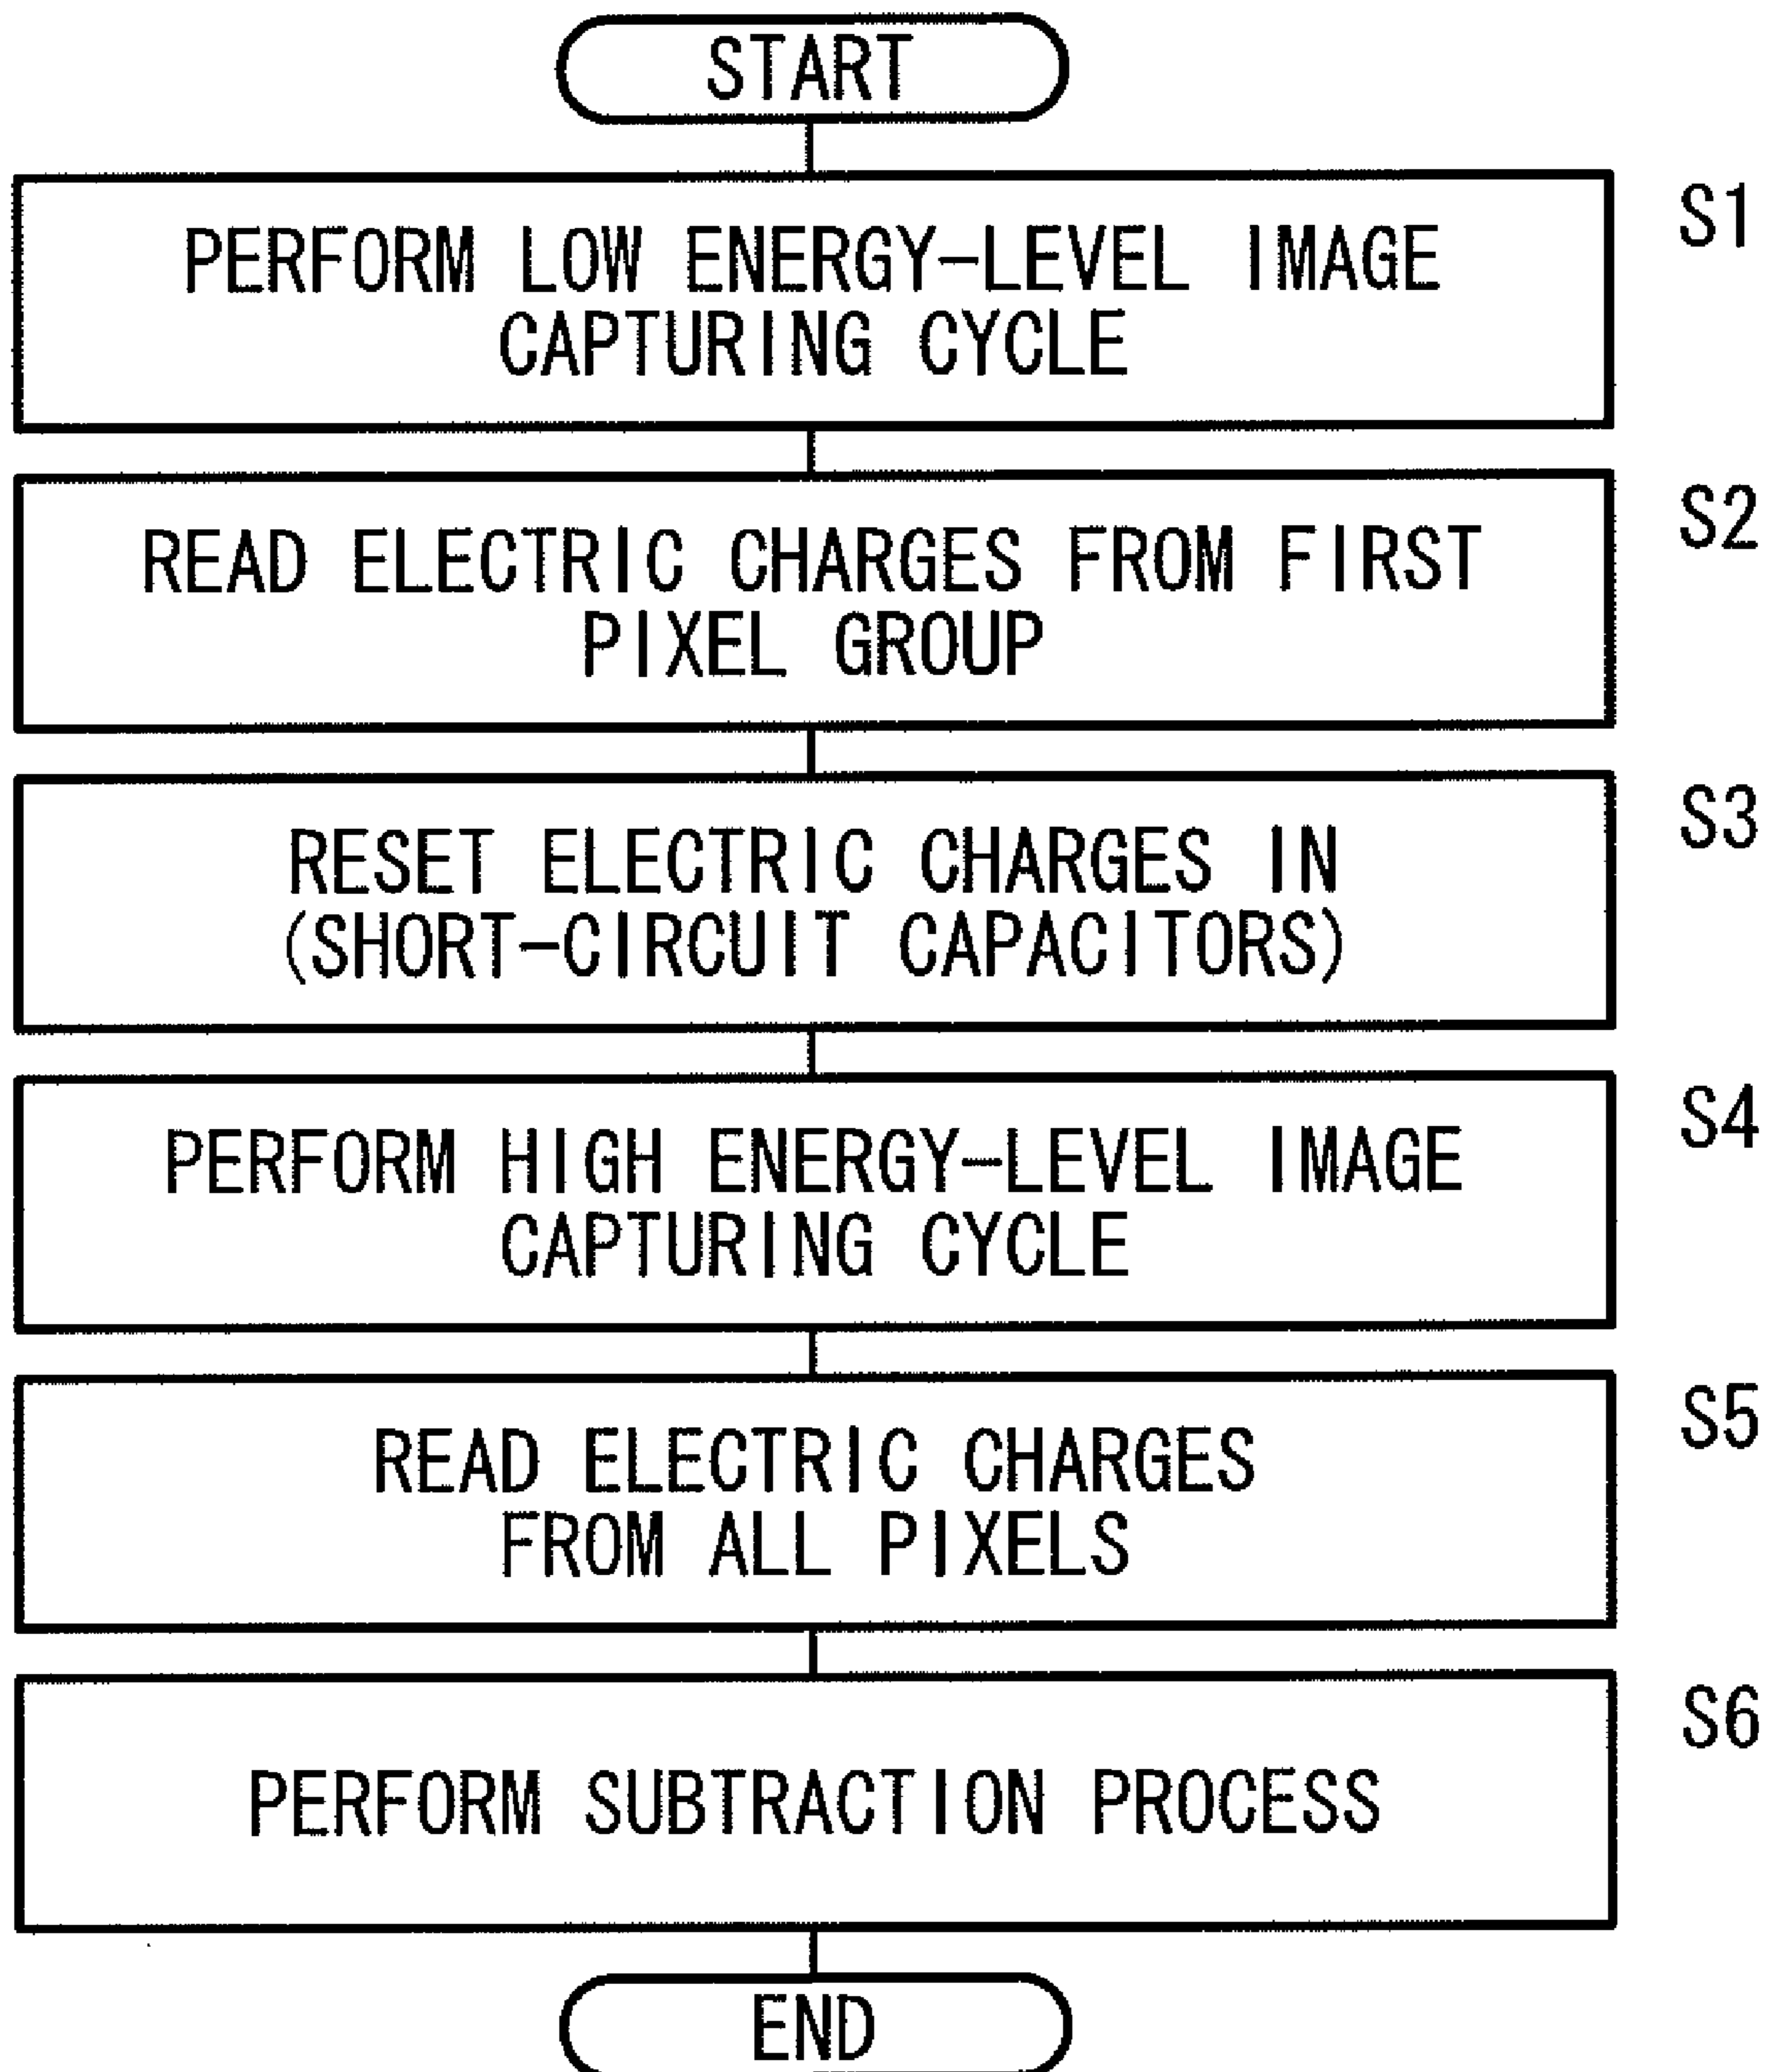 START
S1
PERFORM LOW ENERGY-LEVEL IMAGE
CAPTURING CYCLE
S2
READ ELECTRIC CHARGES FROM FIRST
PIXEL GROUP
S3
RESET ELECTRIC CHARGES IN
(SHORT-CIRCUIT CAPACITORS)
S4
PERFORM HIGH ENERGY-LEVEL IMAGE
CAPTURING CYCLE
S5
READ ELECTRIC CHARGES
FROM ALL PIXELS
S6
PERFORM SUBTRACTION PROCESS
END